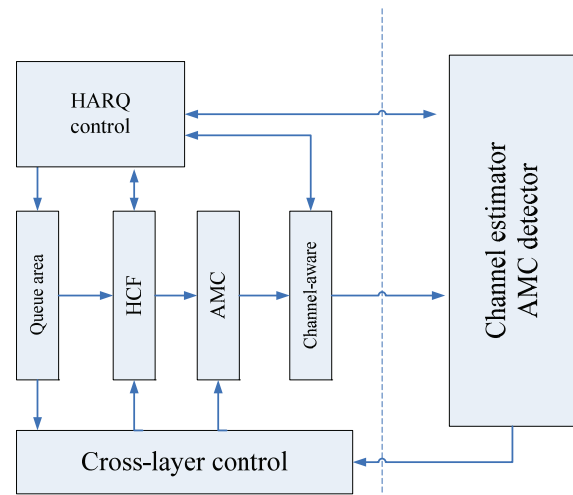 HARQ
control
Queue area
HCF
AMC
Channel-aware
Channel estimator
AMC detector
Cross-layer control